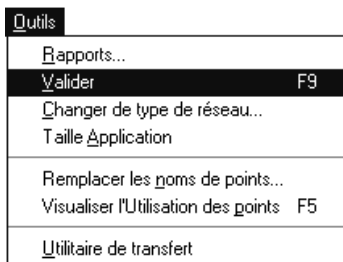 Outils
Rapports...
Valider F9
Changer de type de réseau...
Taille Application
Remplacer les noms de points...
Visualiser l'Utilisation des points F5
Utilitaire de transfert